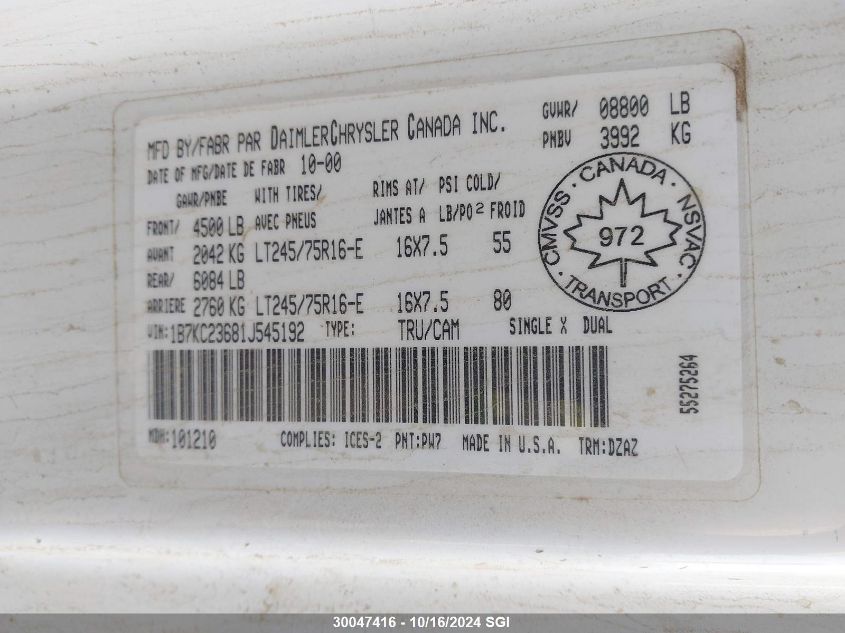 MFD BY/FABR PAR DAIMLERCHRYSLER CANADA INC.
GVWR/ 08800 LB
DATE OF MFG/DATE DE FABR 10-00
PNBV 3992 KG
GAWR/PNBE WITH TIRES/ RIMS AT/ PSI COLD/
FRONT/ 4500 LB AVEC PNEUS JANTES A LB/PO2 FROID
AVANT 2042 KG LT245/75R16-E 16X7.5 55
REAR/ 6084 LB
ARRIERE 2760 KG LT245/75R16-E 16X7.5 80
VIN: 1B7KC23681J545192 TYPE: TRU/CAM SINGLE X DUAL
CMVSS · CANADA · NSVAC · TRANSPORT ·
972
55275264
MDH: 101210 COMPLIES: ICES-2 PNT: PW7 MADE IN U.S.A. TRM: DZAZ
30047416 - 10/16/2024 SGI